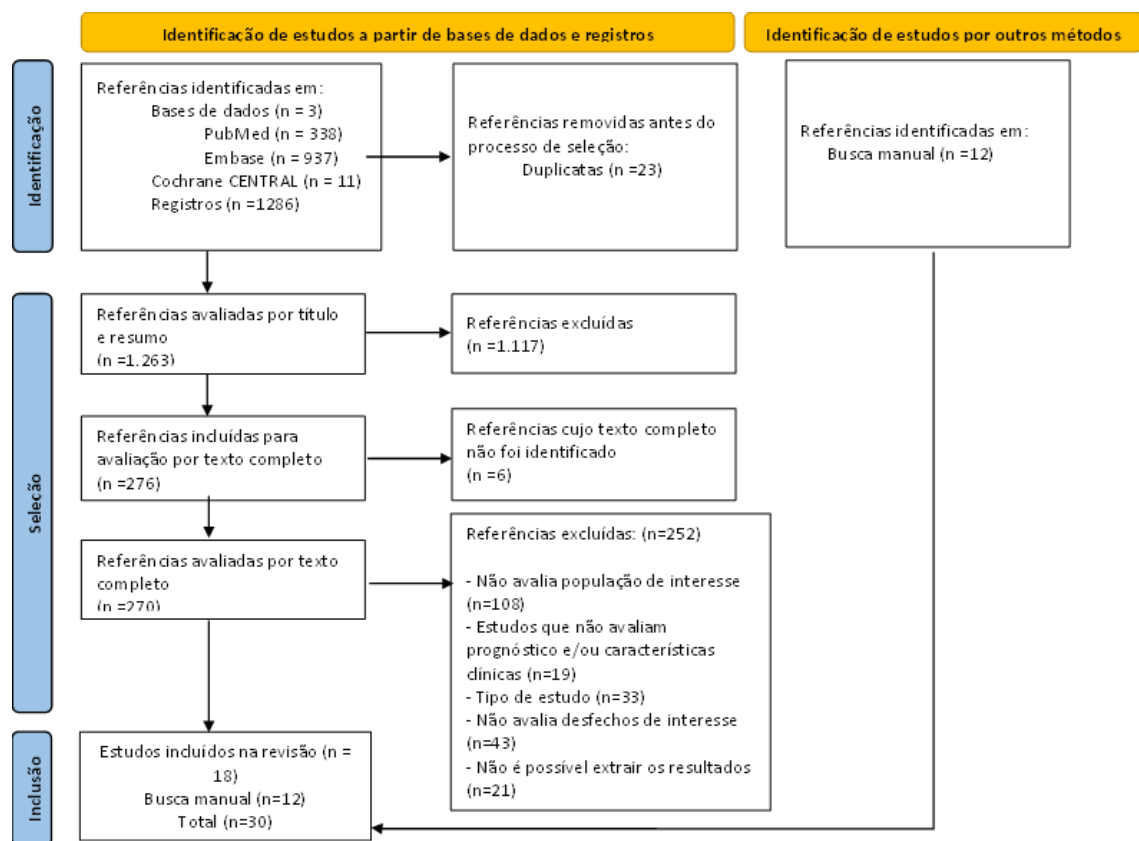 Identificação de estudos a partir de bases de dados e registros
Identificação de estudos por outros métodos
Identificação
Referências identificadas em:
Bases de dados (n = 3)
PubMed (n = 338)
Embase (n = 937)
Cochrane CENTRAL (n = 11)
Registros (n =1286)
Referências removidas antes do
processo de seleção:
Duplicatas (n =23)
Referências identificadas em:
Busca manual (n =12)
Seleção
Referências avaliadas por título
e resumo
(n =1.263)
Referências excluídas
(n =1.117)
Referências incluídas para
avaliação por texto completo
(n =276)
Referências cujo texto completo
não foi identificado
(n =6)
Referências avaliadas por texto
completo
(n =270)
Referências excluídas: (n=252)
- Não avalia população de interesse
(n=108)
- Estudos que não avaliam
prognóstico e/ou características
clínicas (n=19)
- Tipo de estudo (n=33)
- Não avalia desfechos de interesse
(n=43)
- Não é possível extrair os resultados
(n=21)
Inclusão
Estudos incluídos na revisão (n =
18)
Busca manual (n=12)
Total (n=30)